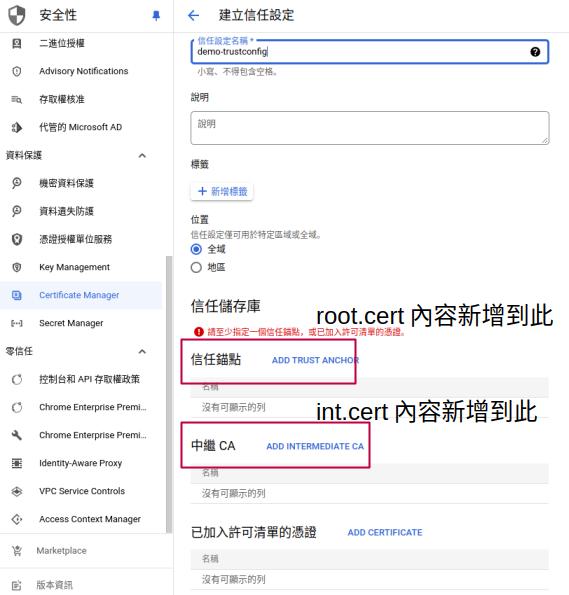 安全性
二進位授權
Advisory Notifications
存取權核准
代管的 Microsoft AD
資料保護
機密資料保護
資料遺失防護
憑證授權單位服務
Key Management
Certificate Manager
Secret Manager
零信任
控制台和 API 存取權政策
Chrome Enterprise Premi...
Chrome Enterprise Premi...
Identity-Aware Proxy
VPC Service Controls
Access Context Manager
Marketplace
版本資訊
建立信任設定
信任設定名稱 *
demo-trustconfig
小寫、不得包含空格。
說明
說明
標籤
新增標籤
位置
信任設定僅可用於特定區域或全域。
全域
地區
信任儲存庫
root.cert 內容新增到此
請至少指定一個信任錨點，或已加入許可清單的憑證。
信任錨點 ADD TRUST ANCHOR
名稱
沒有可顯示的列
int.cert 內容新增到此
中繼 CA ADD INTERMEDIATE CA
名稱
沒有可顯示的列
已加入許可清單的憑證 ADD CERTIFICATE
名稱
沒有可顯示的列